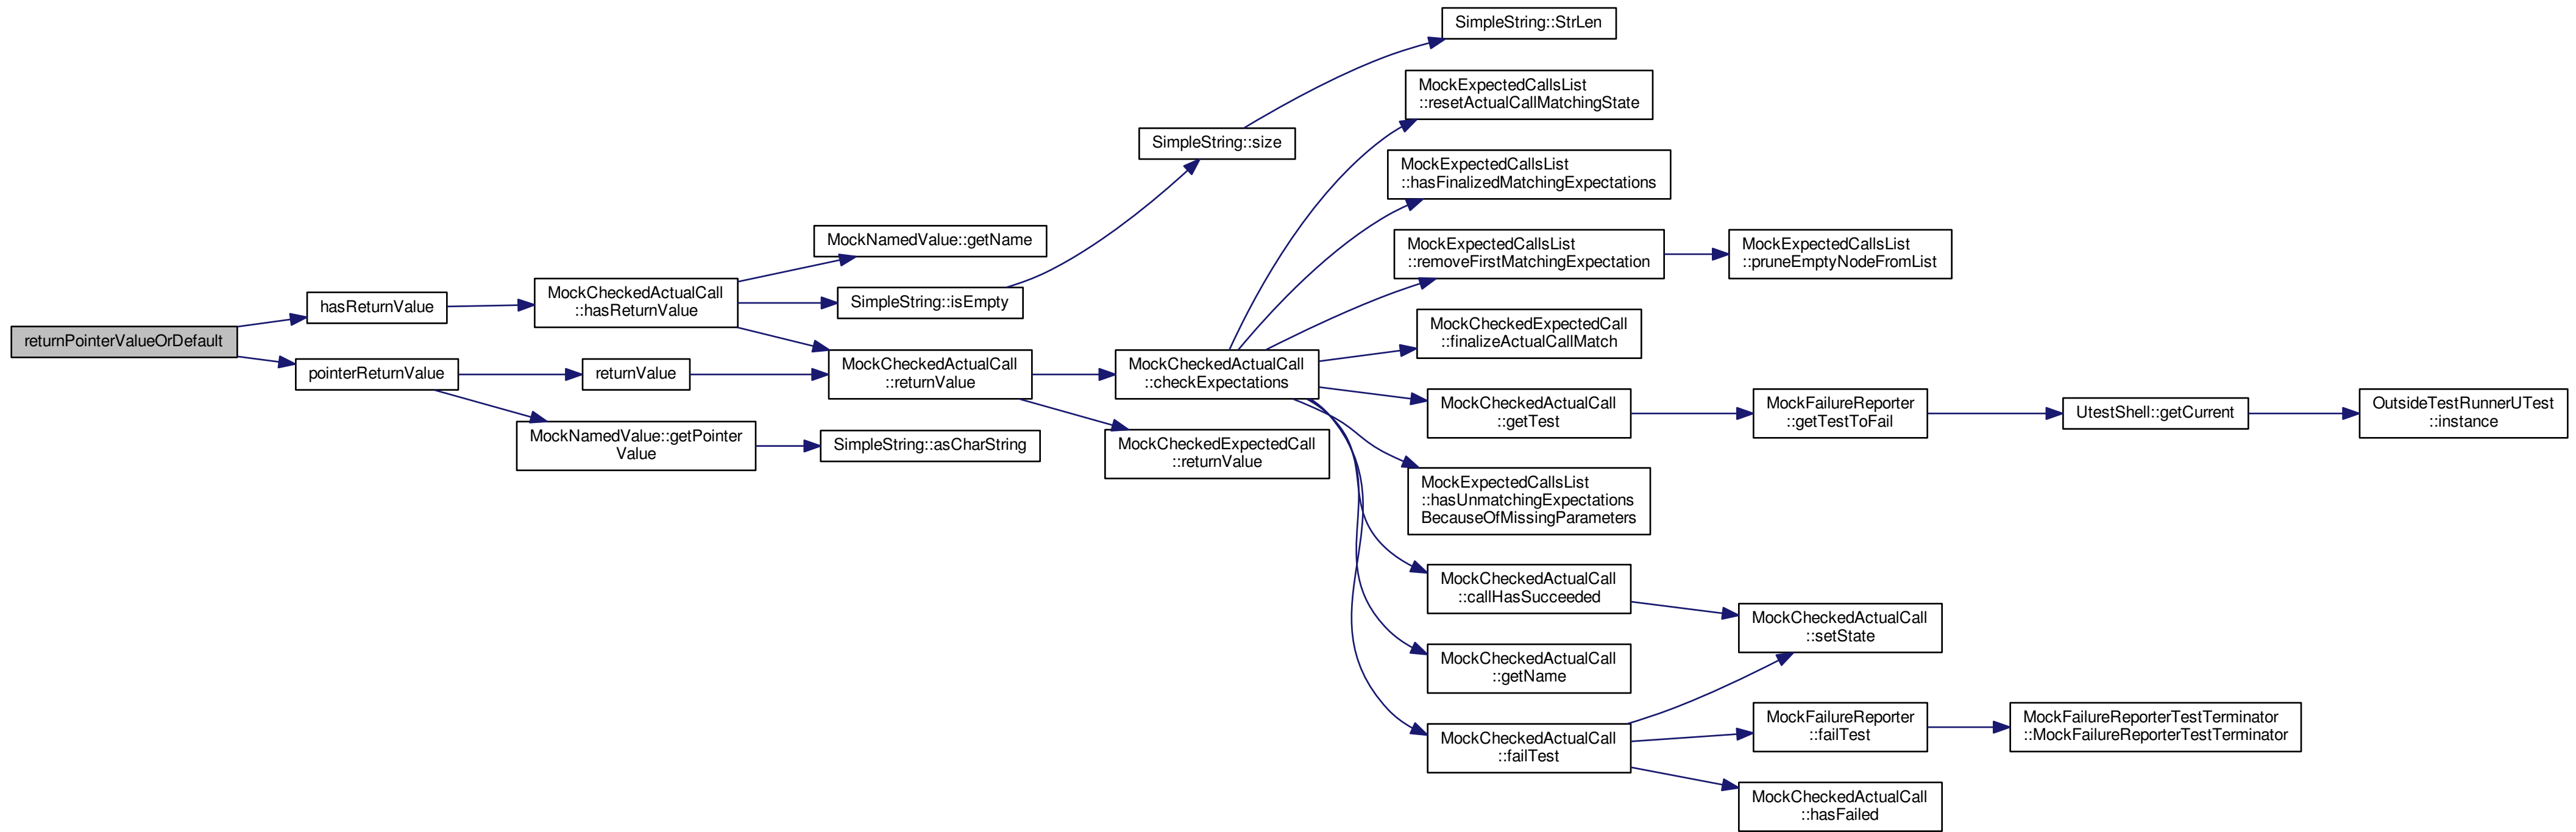 returnPointerValueOrDefault
hasReturnValue
pointerReturnValue
MockCheckedActualCall
::hasReturnValue
returnValue
MockNamedValue::getPointer
Value
MockNamedValue::getName
SimpleString::isEmpty
MockCheckedActualCall
::returnValue
SimpleString::asCharString
SimpleString::size
MockCheckedActualCall
::checkExpectations
MockCheckedExpectedCall
::returnValue
SimpleString::StrLen
MockExpectedCallsList
::resetActualCallMatchingState
MockExpectedCallsList
::hasFinalizedMatchingExpectations
MockExpectedCallsList
::removeFirstMatchingExpectation
MockExpectedCallsList
::pruneEmptyNodeFromList
MockCheckedExpectedCall
::finalizeActualCallMatch
MockCheckedActualCall
::getTest
MockFailureReporter
::getTestToFail
UtestShell::getCurrent
OutsideTestRunnerUTest
::instance
MockExpectedCallsList
::hasUnmatchingExpectations
BecauseOfMissingParameters
MockCheckedActualCall
::callHasSucceeded
MockCheckedActualCall
::setState
MockCheckedActualCall
::getName
MockCheckedActualCall
::failTest
MockFailureReporter
::failTest
MockFailureReporterTestTerminator
::MockFailureReporterTestTerminator
MockCheckedActualCall
::hasFailed